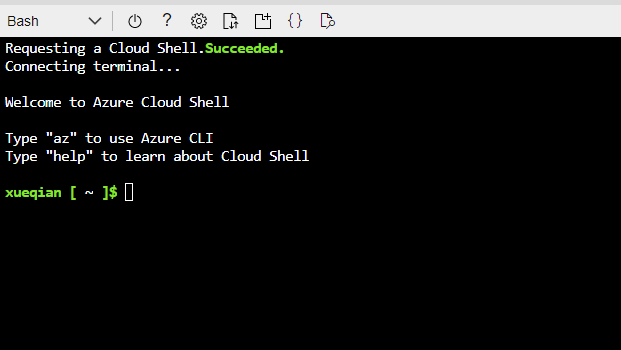 Bash
? {}
Requesting a Cloud Shell.Succeeded.
Connecting terminal...
Welcome to Azure Cloud Shell
Type "az" to use Azure CLI
Type "help" to learn about Cloud Shell
xueqian [ ~ ]$